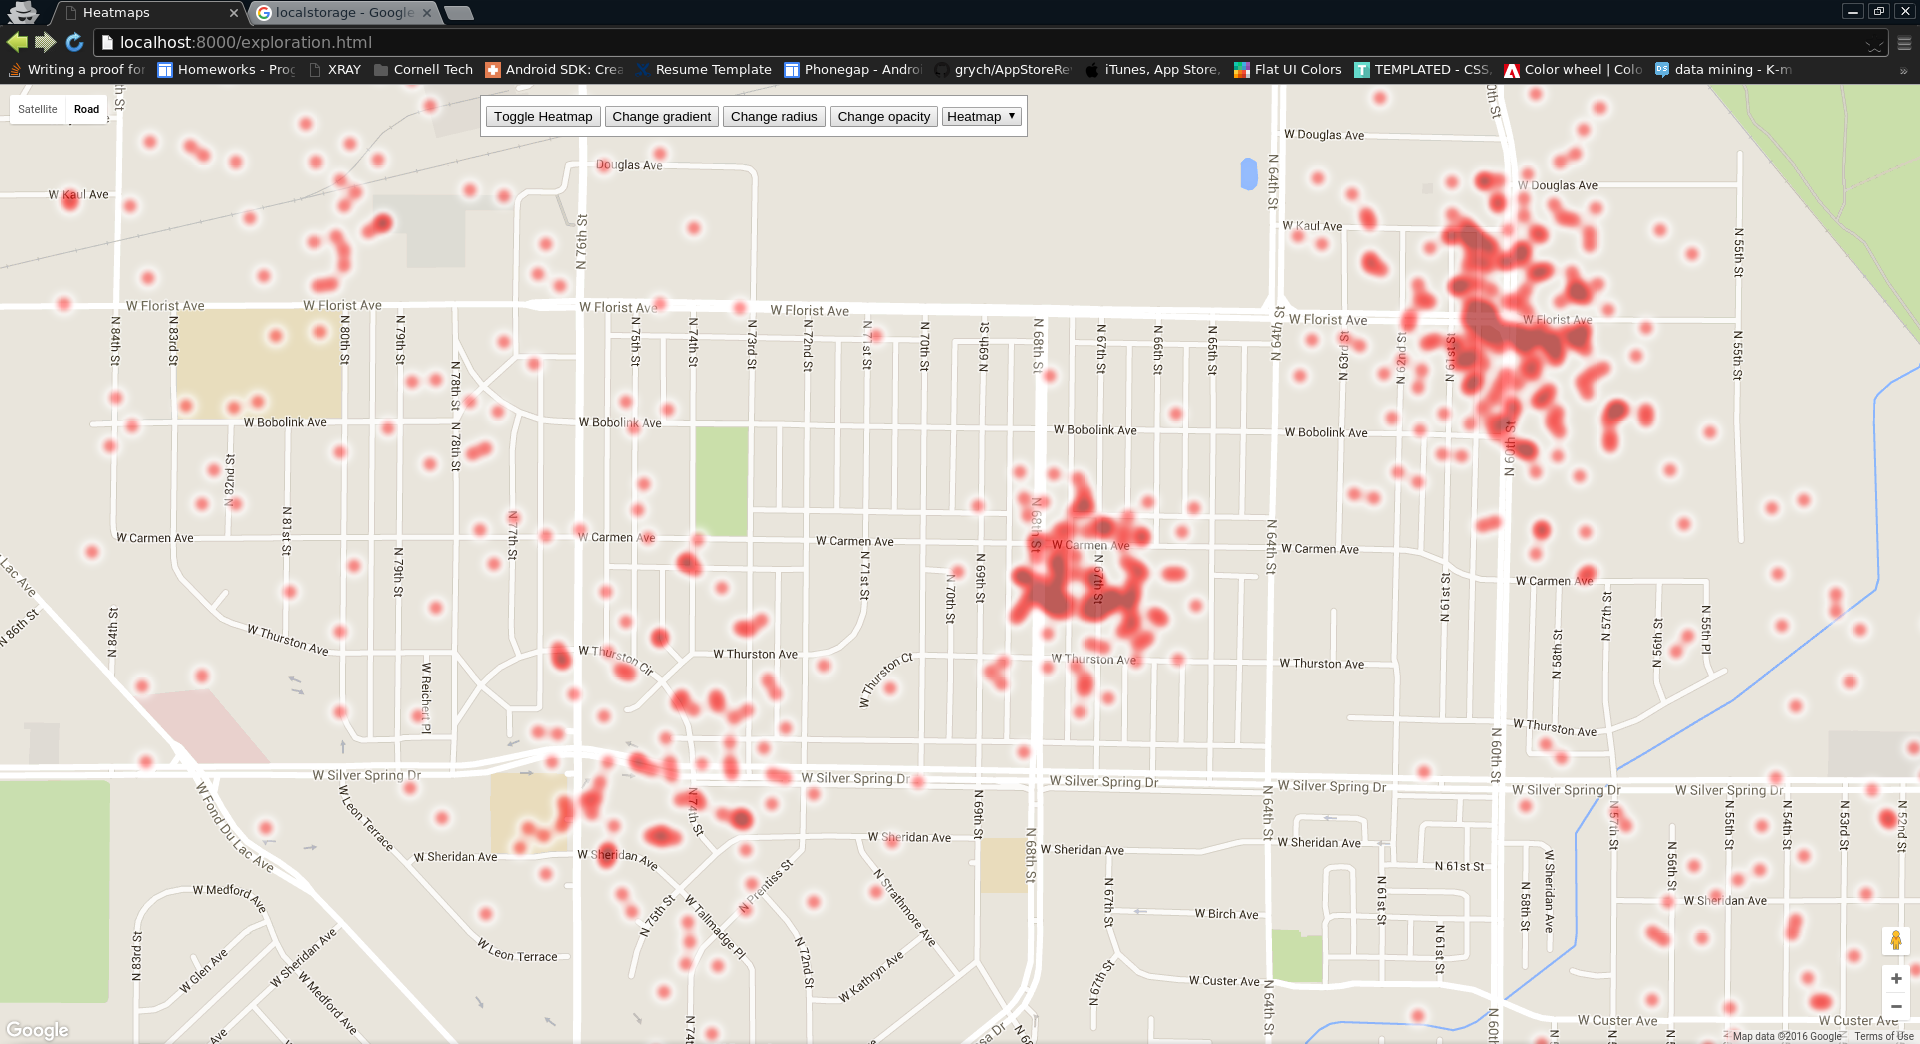 Heatmaps
localstorage - Google
localhost:8000/exploration.html
Writing a proof for
Homeworks - Prog
XRAY
Cornell Tech
Android SDK: Crea
Resume Template
Phonegap - Androi
grych/AppStoreRe
iTunes, App Store,
Flat UI Colors
TEMPLATED - CSS,
Color wheel | Colo
data mining - K-m
»
Satellite Road
Toggle Heatmap Change gradient Change radius Change opacity Heatmap
W Douglas Ave
Douglas Ave
W Kaul Ave
W Douglas Ave
N 64th St
N 76th St
W Kaul Ave
N 55th St
W Florist Ave
W Florist Ave
W Florist Ave
W Florist Ave
W Florist Ave
W Florist Ave
N 84th St
N 83rd St
N 80th St
N 79th St
N 78th St
N 75th St
N 74th St
N 73rd St
N 72nd St
N 71st St
N 70th St
N 69th St
N 68th St
N 67th St
N 66th St
N 65th St
N 64th St
N 63rd St
N 62nd St
N 61st St
N 55th St
W Bobolink Ave
W Bobolink Ave
W Bobolink Ave
W Bobolink Ave
N 78th St
N 82nd St
N 60th St
N 81st St
N 77th St
N 68th St
N 64th St
W Carmen Ave
W Carmen Ave
W Carmen Ave
W Carmen Ave
W Carmen Ave
W Carmen Ave
Lac Ave
N 79th St
N 71st St
N 70th St
N 69th St
N 67th St
N 61st St
N 57th St
N 86th St
N 84th St
W Thurston Ave
N 58th St
N 56th St
N 55th Pl
W Thurston Cir
W Thurston Ave
W Thurston Ct
W Thurston Ave
W Thurston Ave
W Reichert Pl
W Thurston Ave
N 60th St
W Silver Spring Dr
W Silver Spring Dr
W Silver Spring Dr
W Silver Spring Dr
W Silver Spring Dr
W Silver Spring Dr
W Fond Du Lac Ave
W Leon Terrace
N 74th St
N 69th St
N 64th St
N 57th St
N 55th St
N 54th St
N 53rd St
N 52nd St
W Sheridan Ave
W Sheridan Ave
W Sheridan Ave
N 68th St
W Sheridan Ave
W Sheridan Ave
N 61st St
N 56th St
W Medford Ave
N Prentiss St
N Strathmore Ave
N 67th St
N 61st St
N 58th St
W Sheridan Ave
W Sheridan Ave
N 75th St
W Tallmadge Pl
W Birch Ave
N 83rd St
W Glen Ave
W Sheridan Ave
W Leon Terrace
N 72nd St
W Kathryn Ave
N 61st St
W Medford Ave
N 67th St
W Custer Ave
N 64th St
W Custer Ave
W Custer Ave
N 60th
N 74t
sa Dr
Google
Map data ©2016 Google Terms of Use